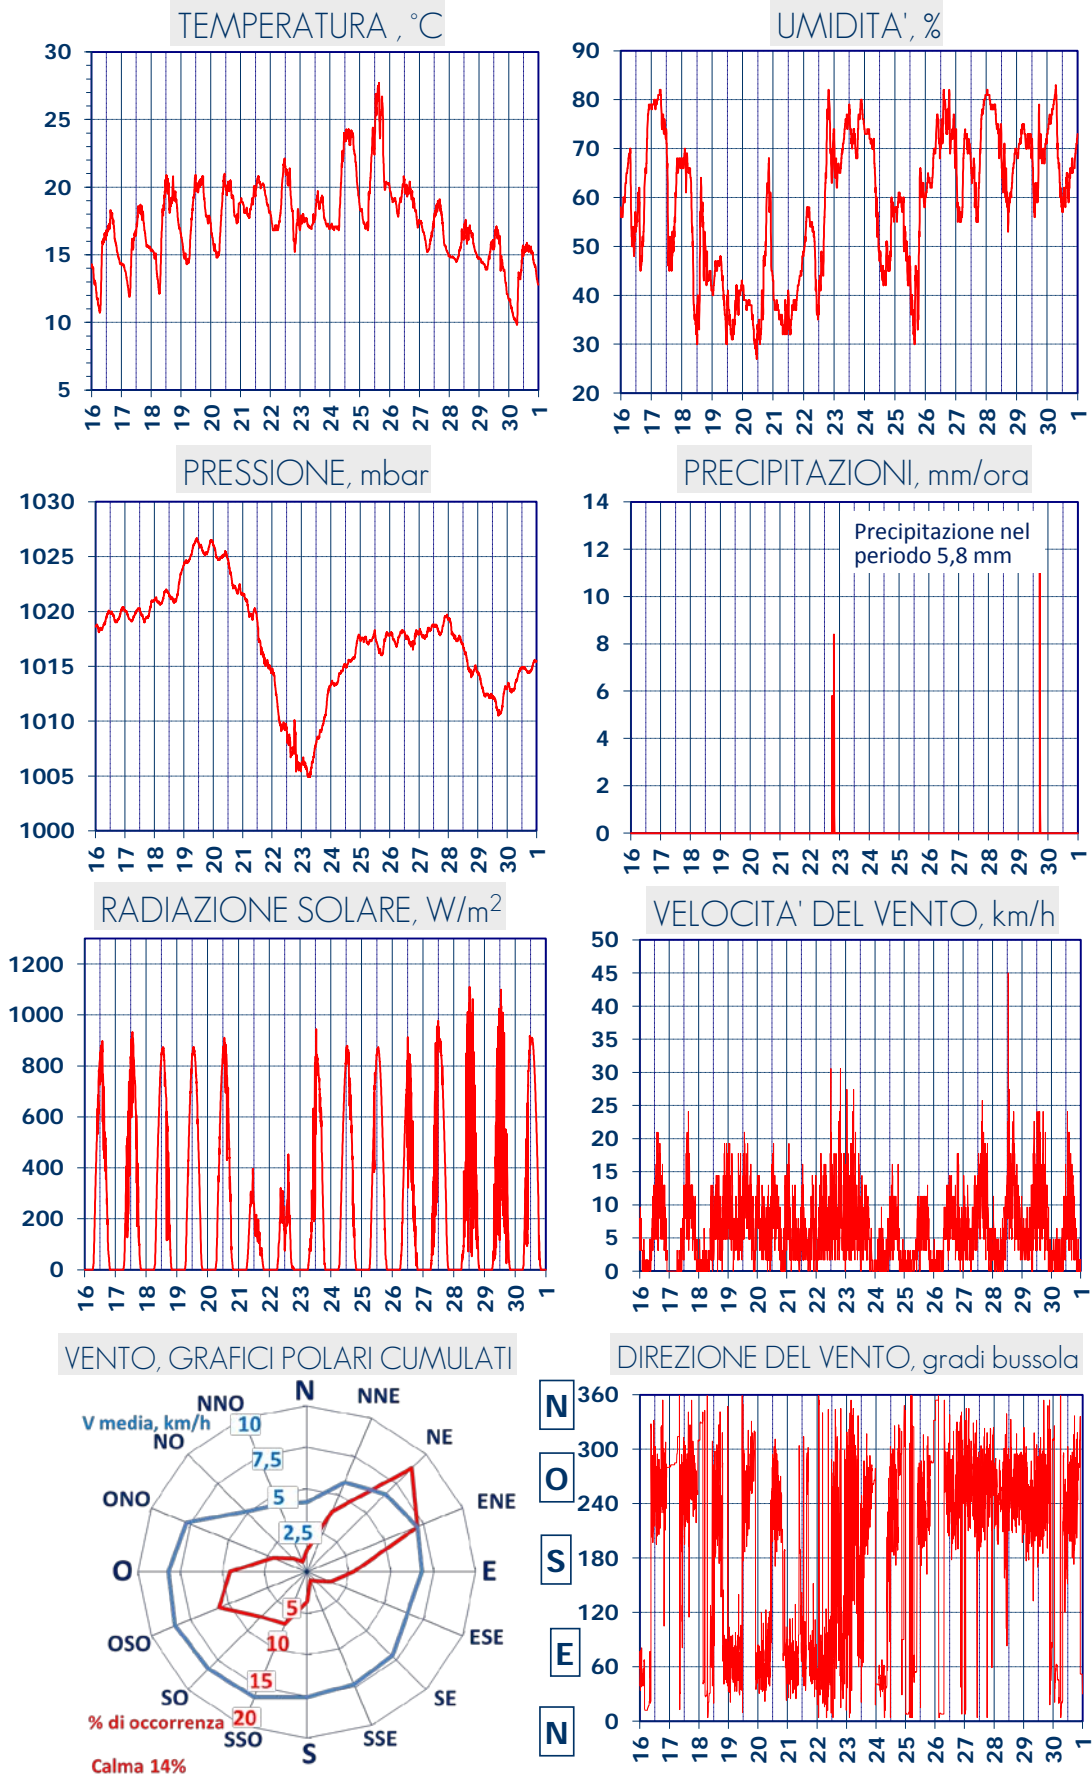 TEMPERATURA , °C
30
25
20
15
10
5
16 17 18 19 20 21 22 23 24 25 26 27 28 29 30 1
UMIDITA', %
90
80
70
60
50
40
30
20
16 17 18 19 20 21 22 23 24 25 26 27 28 29 30 1
PRESSIONE, mbar
1030
1025
1020
1015
1010
1005
1000
16 17 18 19 20 21 22 23 24 25 26 27 28 29 30 1
PRECIPITAZIONI, mm/ora
14
12
10
8
6
4
2
0
Precipitazione nel
periodo 5,8 mm
16 17 18 19 20 21 22 23 24 25 26 27 28 29 30 1
RADIAZIONE SOLARE, W/m²
1200
1000
800
600
400
200
0
16 17 18 19 20 21 22 23 24 25 26 27 28 29 30 1
VELOCITA' DEL VENTO, km/h
50
45
40
35
30
25
20
15
10
5
0
16 17 18 19 20 21 22 23 24 25 26 27 28 29 30 1
VENTO, GRAFICI POLARI CUMULATI
N
NNE
NE
ENE
E
ESE
SE
SSE
S
SSO
SO
OSO
O
ONO
NO
NNO
V media, km/h
10
7,5
5
2,5
5
10
15
20
% di occorrenza
Calma 14%
DIREZIONE DEL VENTO, gradi bussola
N
O
S
E
N
360
300
240
180
120
60
0
16 17 18 19 20 21 22 23 24 25 26 27 28 29 30 1